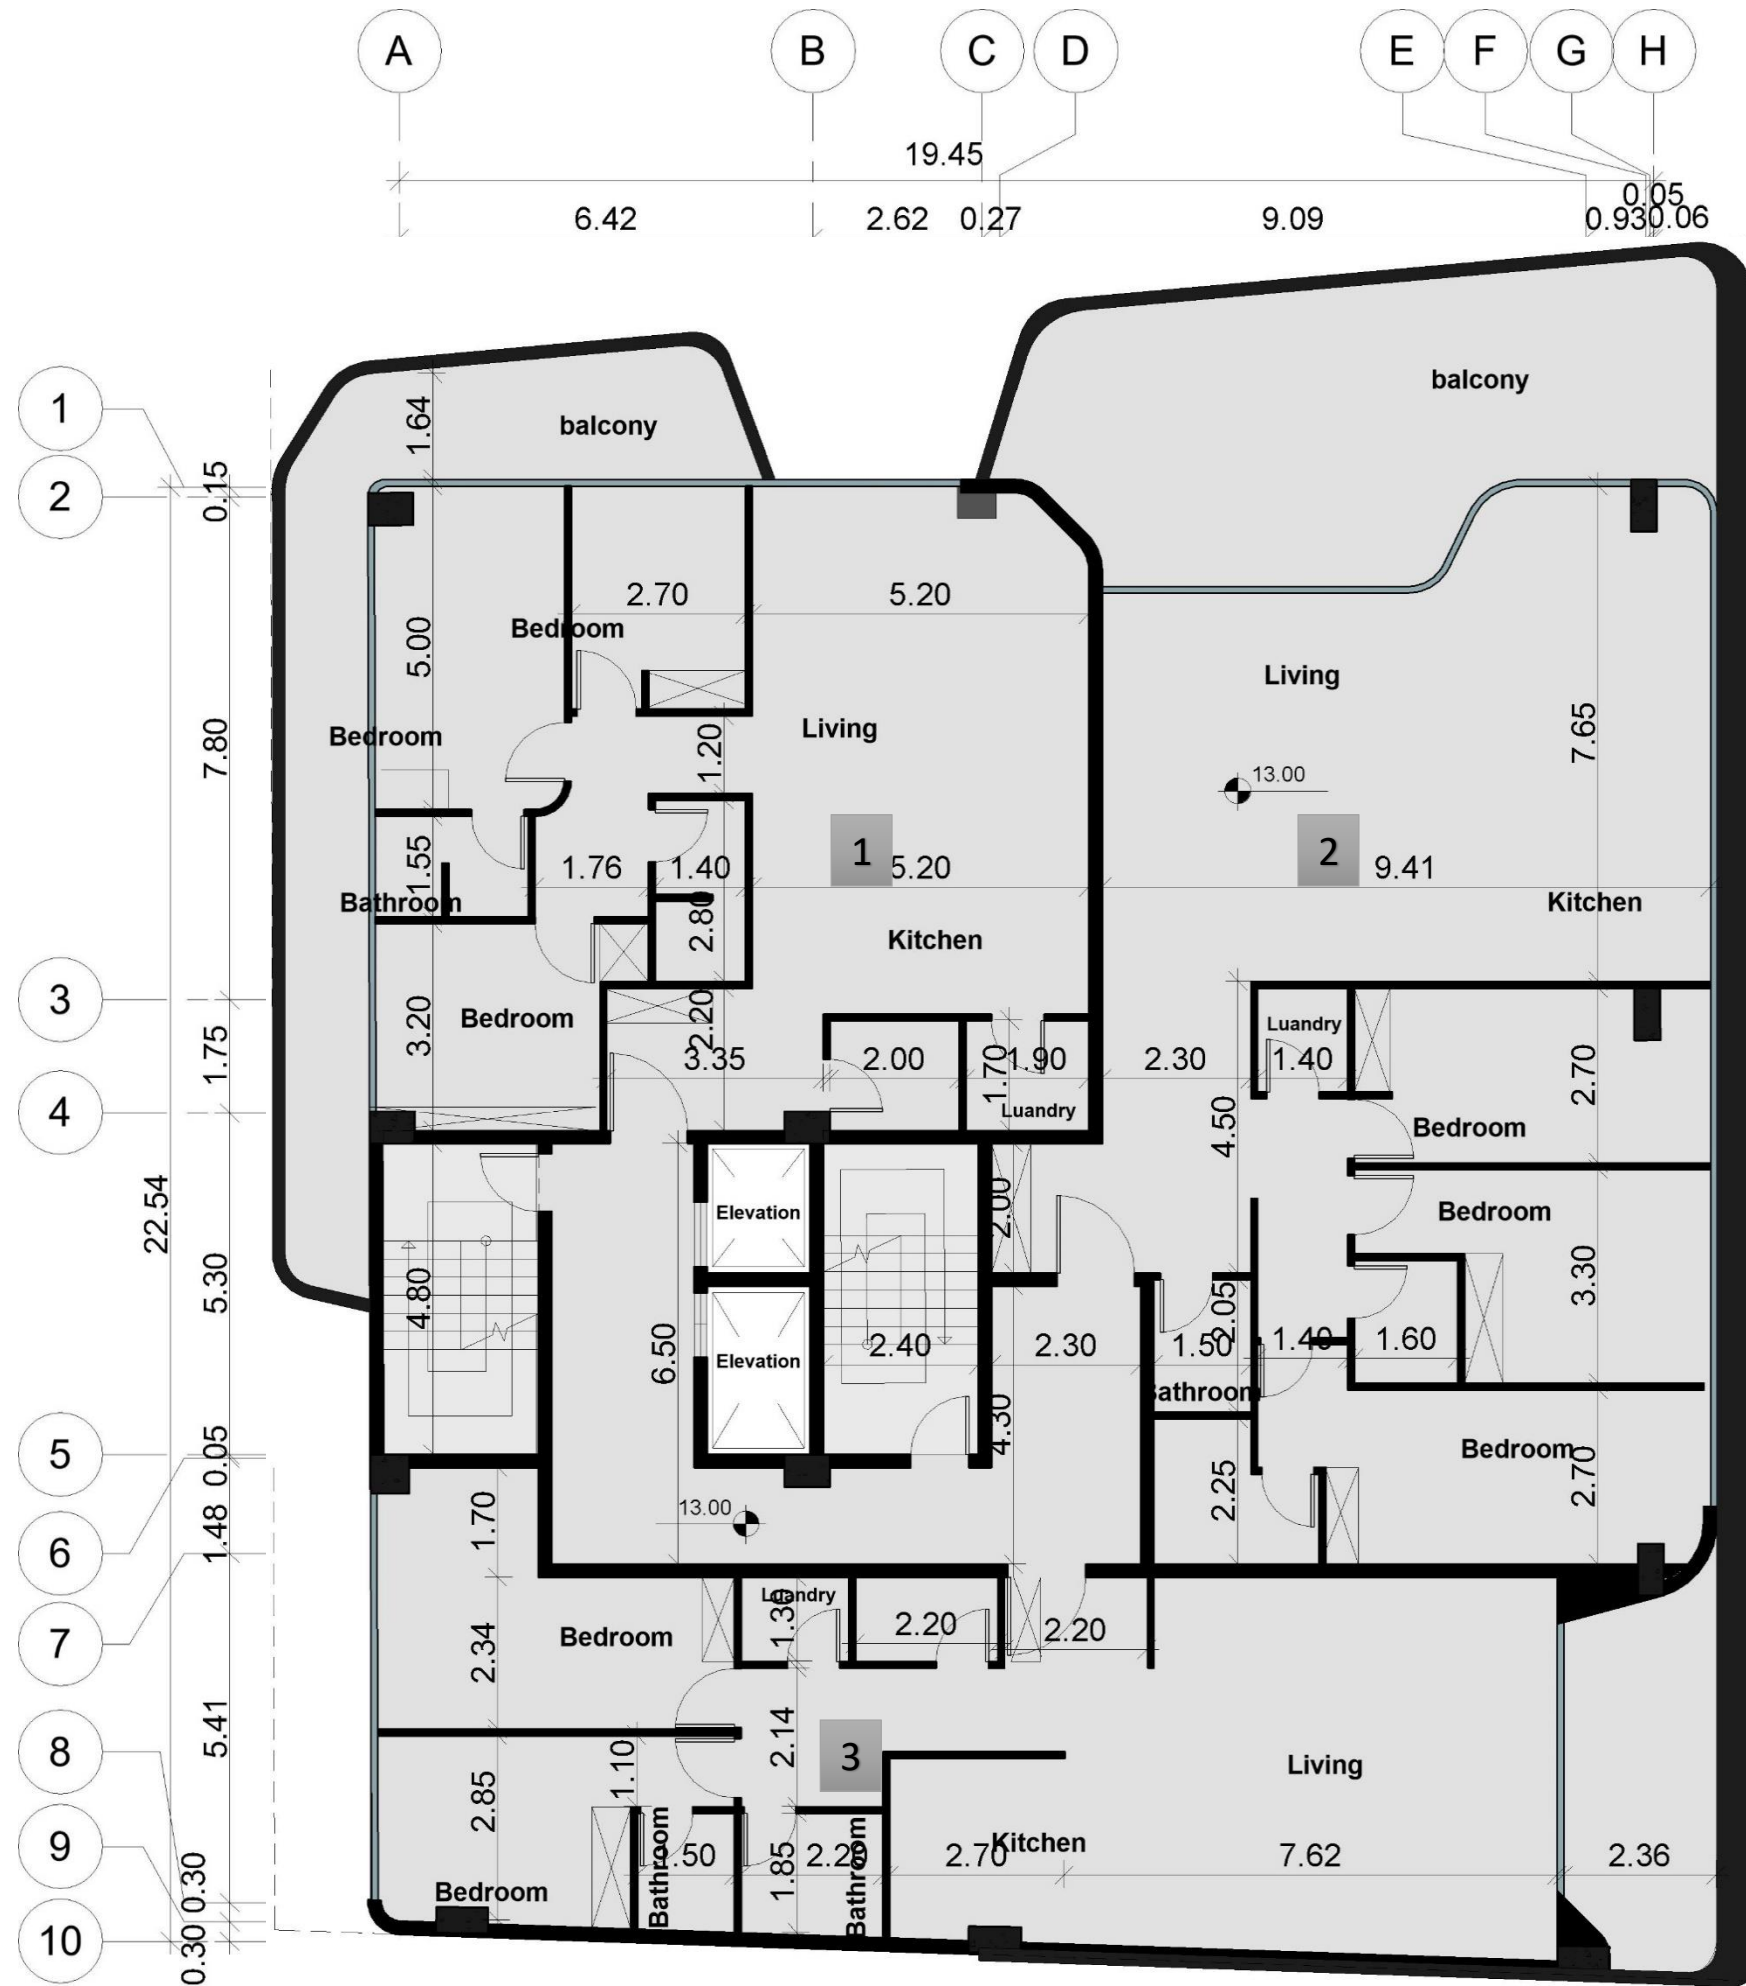 A B C D E F G H
19.45
0.05
6.42 2.62 0.27 9.09 0.93 0.06
balcony
balcony
1
1.64
0.15
2
2.70 5.20
Bedroom
5.00
Living
Living
Bedroom
7.80
1.20
7.65
13.00
1
2
1.55
1.76 1.40 5.20 9.41
Bathroom
Kitchen
2.80
Kitchen
3
3.20
Bedroom
2.20
Luandry
1.75
3.35 2.00 1.70 1.90 2.30 1.40
2.70
4
Luandry
4.50
Bedroom
22.54
Elevation
2.00
Bedroom
5.30
4.80
3.30
6.50
Elevation
2.40 2.30 1.50 2.05 1.40 1.60
Bathroom
4.30
5
0.05
Bedroom
2.25
2.70
1.70
13.00
6
1.48
Luandry
1.30
7
2.34
Bedroom
2.20 2.20
5.41
8
2.14
3
Living
1.10
2.85
9
0.30
Bathroom
1.50
1.85
2.20
Bathroom
2.70
Kitchen
7.62 2.36
Bedroom
10
0.30